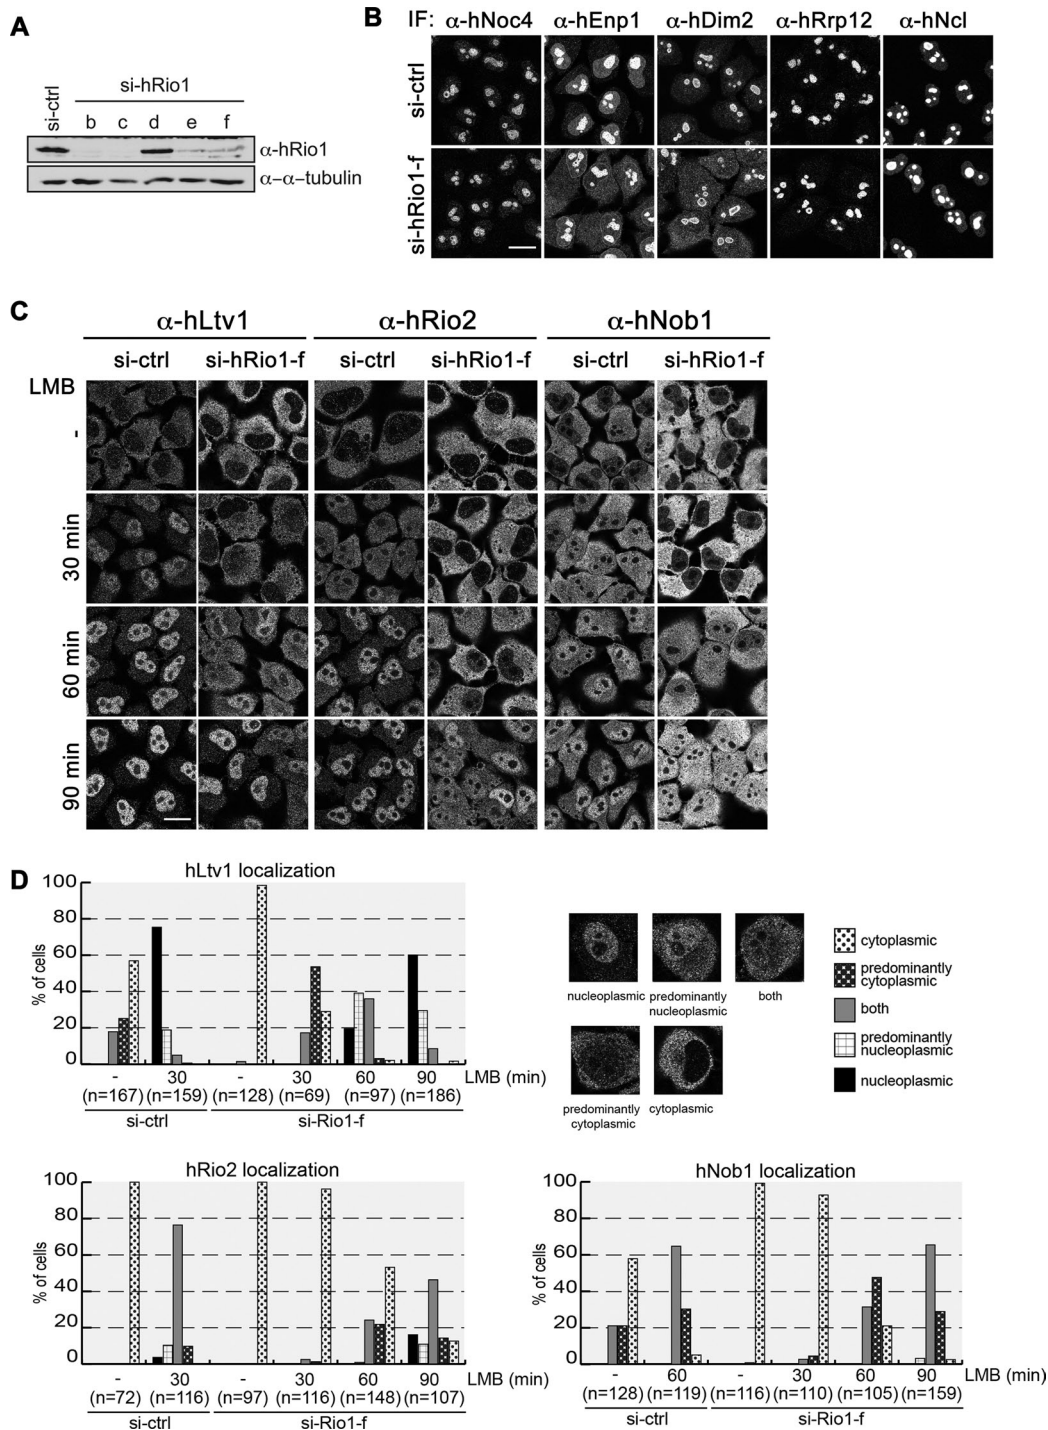 A
si-hRio1
si-ctrl
b c d e f
α-hRio1
α–α–tubulin
B
IF: α-hNoc4 α-hEnp1 α-hDim2 α-hRrp12 α-hNcl
si-ctrl
si-hRio1-f
C
α-hLtv1 α-hRio2 α-hNob1
si-ctrl si-hRio1-f si-ctrl si-hRio1-f si-ctrl si-hRio1-f
LMB
-
30 min
60 min
90 min
D
hLtv1 localization
% of cells
100
80
60
40
20
0
- 30 - 30 60 90 LMB (min)
(n=167) (n=159) (n=128) (n=69) (n=97) (n=186)
si-ctrl si-Rio1-f
nucleoplasmic
predominantly
nucleoplasmic
both
predominantly
cytoplasmic
cytoplasmic
cytoplasmic
predominantly
cytoplasmic
both
predominantly
nucleoplasmic
nucleoplasmic
hRio2 localization
% of cells
100
80
60
40
20
0
- 30 - 30 60 90 LMB (min)
(n=72) (n=116) (n=97) (n=116) (n=148) (n=107)
si-ctrl si-Rio1-f
hNob1 localization
% of cells
100
80
60
40
20
0
- 60 - 30 60 90 LMB (min)
(n=128) (n=119) (n=116) (n=110) (n=105) (n=159)
si-ctrl si-Rio1-f